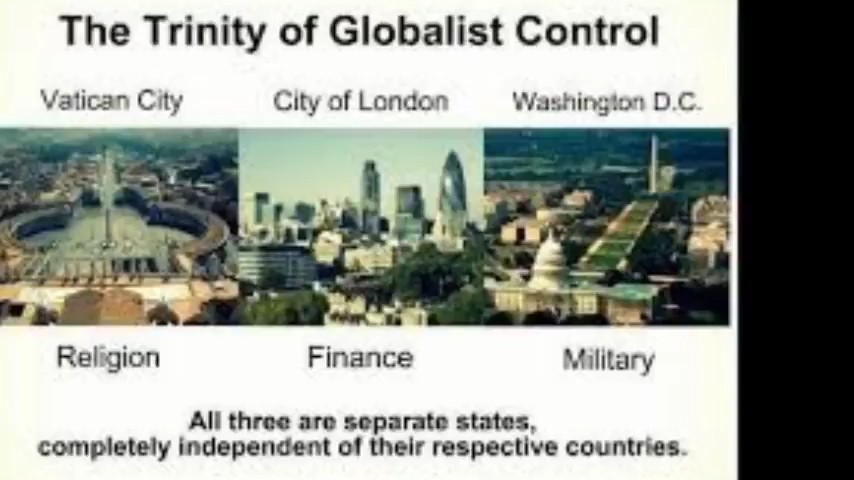 The Trinity of Globalist Control
Vatican City City of London Washington D.C.
Religion Finance Military
All three are separate states,
completely independent of their respective countries.